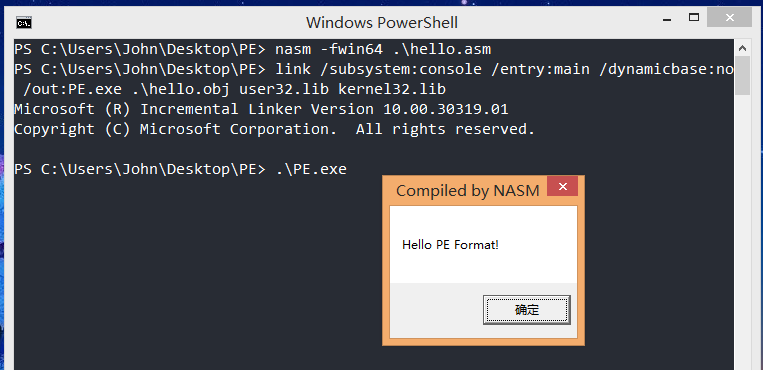 Windows PowerShell
PS C:\Users\John\Desktop\PE> nasm -fwin64 .\hello.asm
PS C:\Users\John\Desktop\PE> link /subsystem:console /entry:main /dynamicbase:no
/out:PE.exe .\hello.obj user32.lib kernel32.lib
Microsoft (R) Incremental Linker Version 10.00.30319.01
Copyright (C) Microsoft Corporation.  All rights reserved.
PS C:\Users\John\Desktop\PE> .\PE.exe
Compiled by NASM
Hello PE Format!
确定